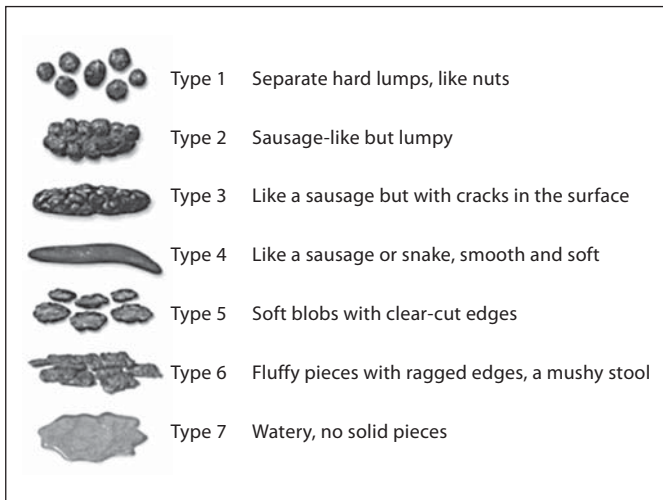 Type 1 Separate hard lumps, like nuts
Type 2 Sausage-like but lumpy
Type 3 Like a sausage but with cracks in the surface
Type 4 Like a sausage or snake, smooth and soft
Type 5 Soft blobs with clear-cut edges
Type 6 Fluffy pieces with ragged edges, a mushy stool
Type 7 Watery, no solid pieces